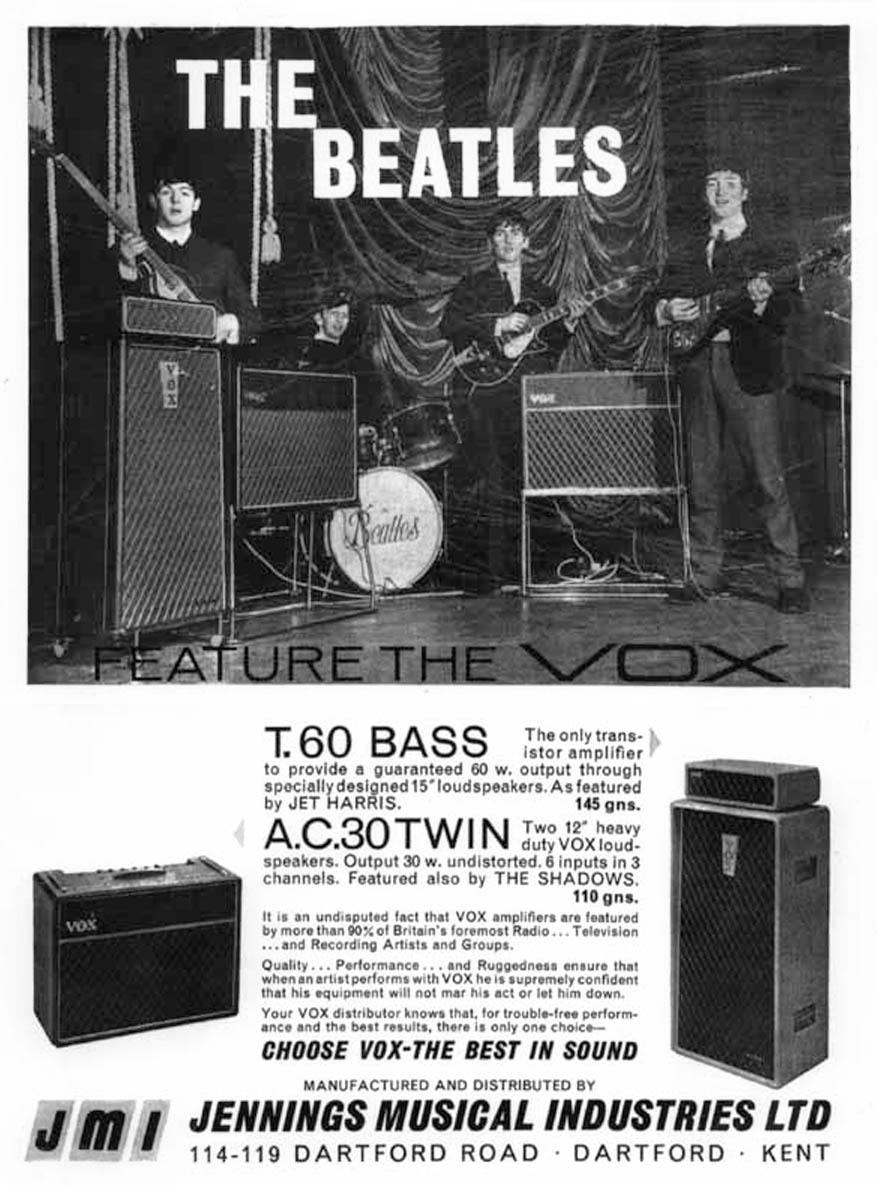 THE
BEATLES
VOX
VOX
Beatles
FEATURE THE VOX
T.60 BASS
The only trans-
istor amplifier
to provide a guaranteed 60 w. output through
specially designed 15" loudspeakers. As featured
by JET HARRIS. 145 gns.
A.C.30 TWIN
Two 12" heavy
duty VOX loud-
speakers. Output 30 w. undistorted. 6 inputs in 3
channels. Featured also by THE SHADOWS.
110 gns.
It is an undisputed fact that VOX amplifiers are featured
by more than 90% of Britain's foremost Radio... Television
...and Recording Artists and Groups.
Quality... Performance... and Ruggedness ensure that
when an artist performs with VOX he is supremely confident
that his equipment will not mar his act or let him down.
Your VOX distributor knows that, for trouble-free perform-
ance and the best results, there is only one choice—
CHOOSE VOX-THE BEST IN SOUND
VOX
VOX
MANUFACTURED AND DISTRIBUTED BY
JMI JENNINGS MUSICAL INDUSTRIES LTD
114-119 DARTFORD ROAD · DARTFORD · KENT